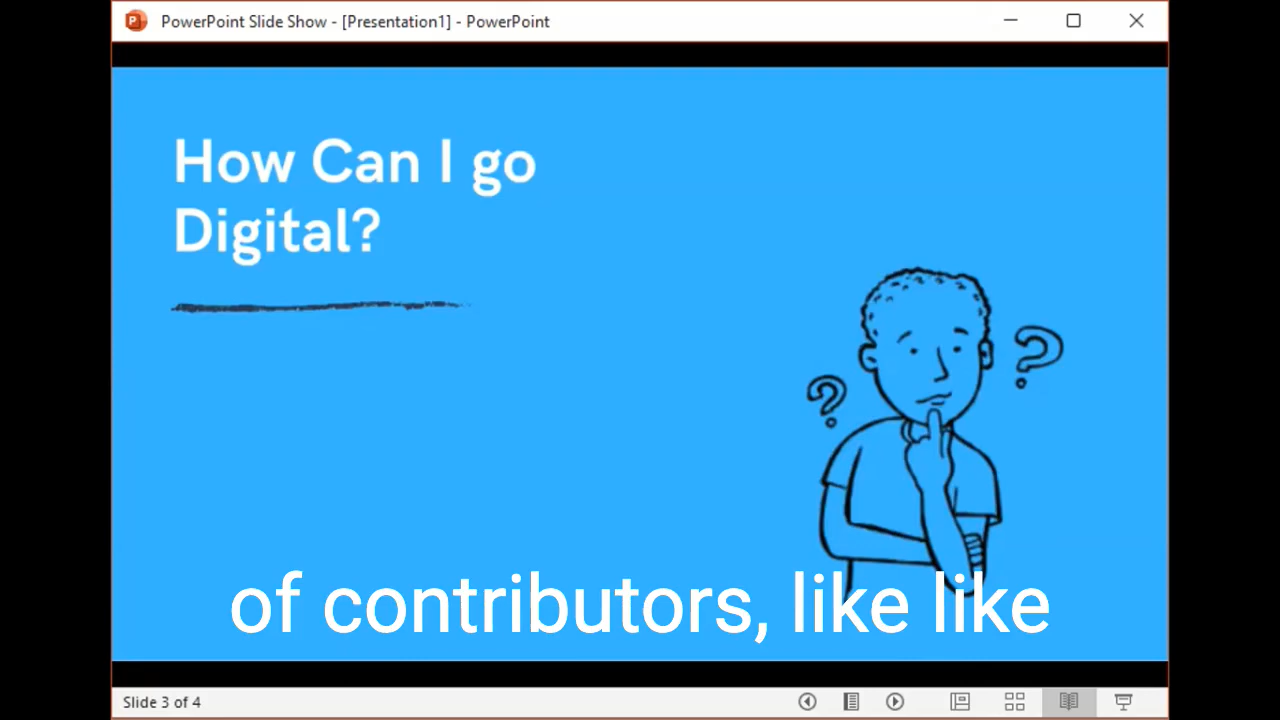 PowerPoint Slide Show - [Presentation1] - PowerPoint
How Can I go
Digital?
?
?
of contributors, like like
Slide 3 of 4